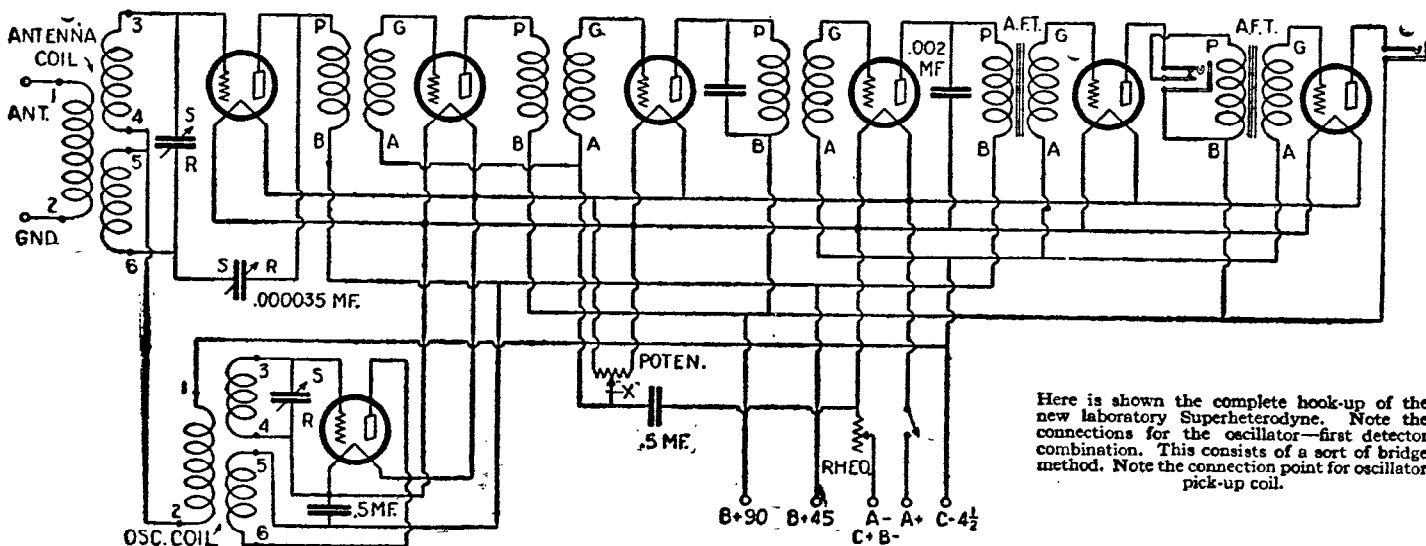 ANTENNA
COIL
3
4
5
6
1
ANT.
2
GND.
S
R
S R
.000035 MF.
P
B
G
A
P
B
G
A
P
B
G
A
.002
MF
P
B
A.F.T.
G
A
P
B
A.F.T.
G
A
1
2
OSC. COIL
3
4
5
6
S
R
.5 MF.
POTEN.
X
.5 MF.
RHEO.
B+90 B+45 A- A+ C-4½
C+ B-
Here is shown the complete hook-up of the
new laboratory Superheterodyne. Note the
connections for the oscillator—first detector
combination. This consists of a sort of bridge
method. Note the connection point for oscillator
pick-up coil.